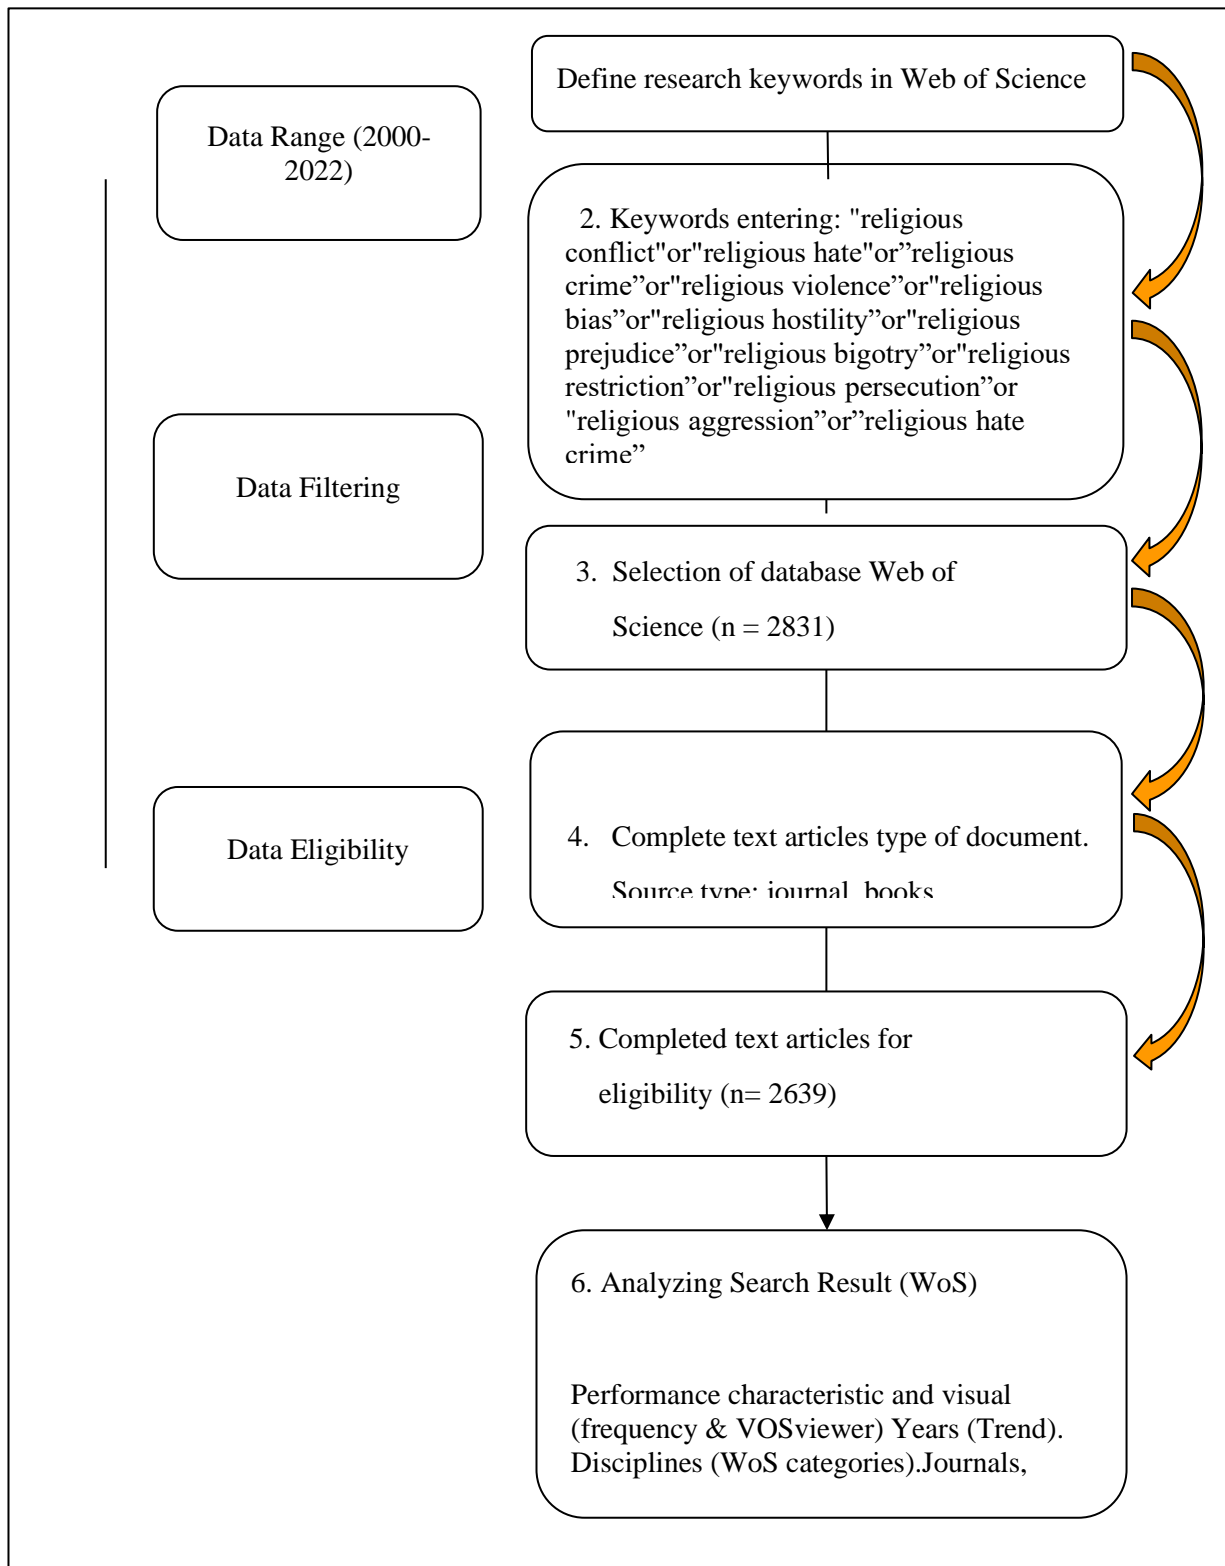 Define research keywords in Web of Science
Data Range (2000-
2022)
2. Keywords entering: "religious
conflict"or"religious hate"or”religious
crime”or"religious violence”or"religious
bias”or"religious hostility”or"religious
prejudice”or"religious bigotry”or"religious
restriction”or"religious persecution”or
"religious aggression”or”religious hate
crime”
Data Filtering
3. Selection of database Web of
Science (n = 2831)
4. Complete text articles type of document.
Source type: journal, books
Data Eligibility
5. Completed text articles for
eligibility (n= 2639)
6. Analyzing Search Result (WoS)
Performance characteristic and visual
(frequency & VOSviewer) Years (Trend).
Disciplines (WoS categories).Journals,